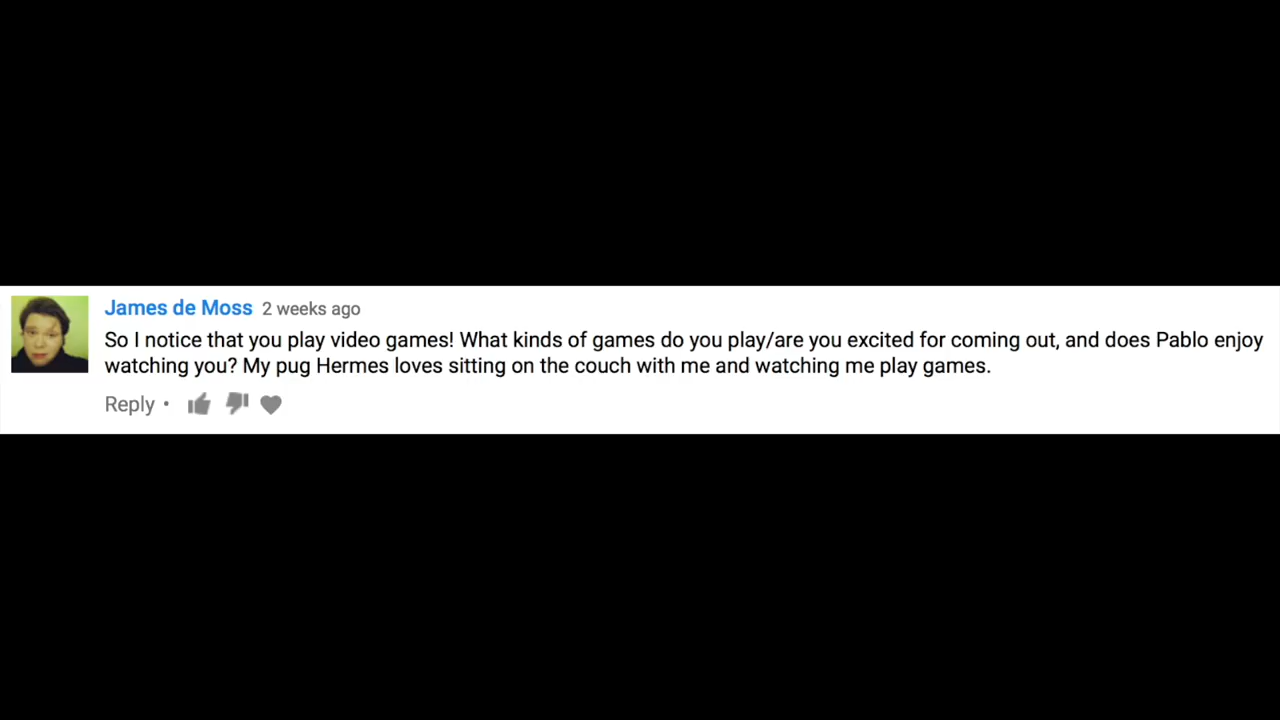 James de Moss 2 weeks ago
So I notice that you play video games! What kinds of games do you play/are you excited for coming out, and does Pablo enjoy
watching you? My pug Hermes loves sitting on the couch with me and watching me play games.
Reply •